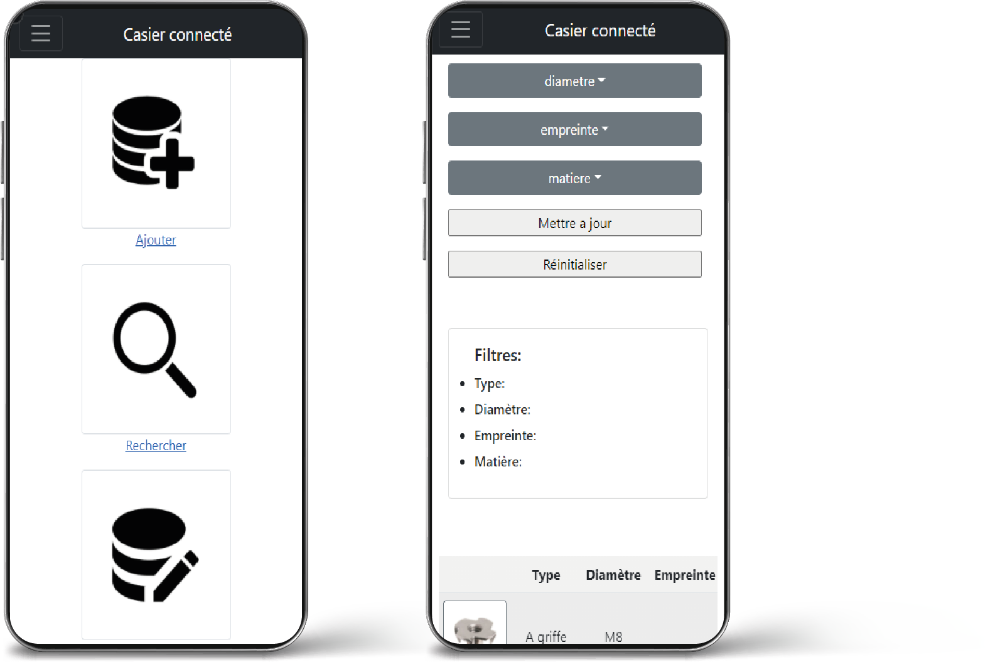 Casier connecté
Ajouter
Rechercher
Casier connecté
diametre
empreinte
matiere
Mettre a jour
Réinitialiser
Filtres:
Type:
Diamètre:
Empreinte:
Matière:
Type Diamètre Empreinte
A griffe M8